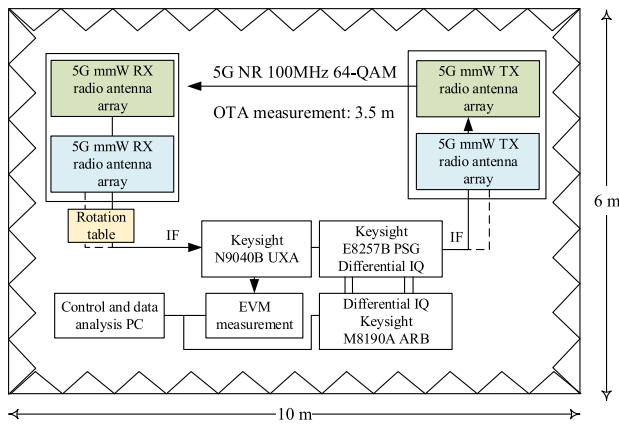 5G mmW RX
radio antenna
array
5G NR 100MHz 64-QAM
5G mmW TX
radio antenna
array
OTA measurement: 3.5 m
5G mmW RX
radio antenna
array
5G mmW TX
radio antenna
array
6 m
Rotation
table
IF
Keysight
N9040B UXA
Keysight
E8257B PSG
Differential IQ
IF
Control and data
analysis PC
EVM
measurement
Differential IQ
Keysight
M8190A ARB
10 m